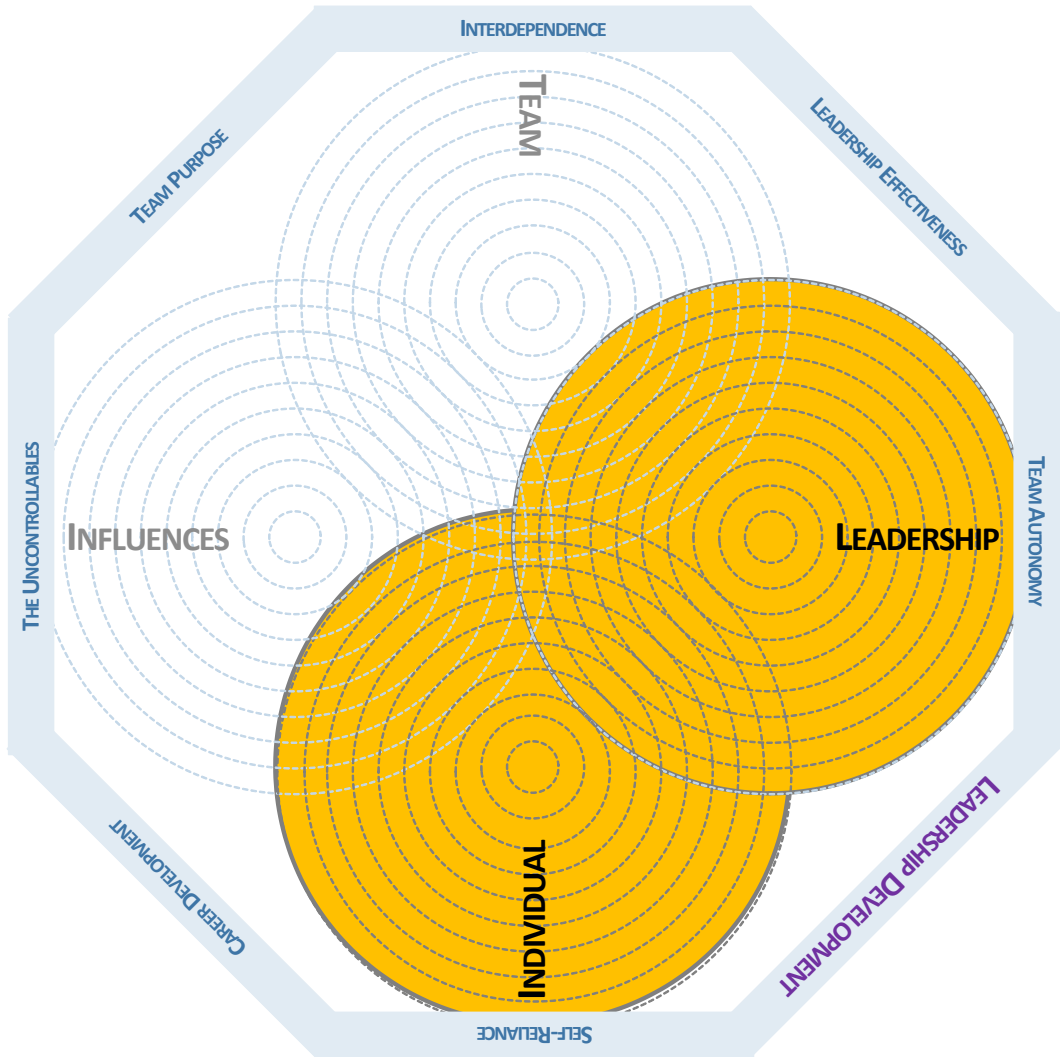 INTERDEPENDENCE
TEAM
TEAM PURPOSE
LEADERSHIP EFFECTIVENESS
INFLUENCES
LEADERSHIP
THE UNCONTROLLABLES
TEAM AUTONOMY
INDIVIDUAL
CAREER DEVELOPMENT
LEADERSHIP DEVELOPMENT
SELF-RELIANCE